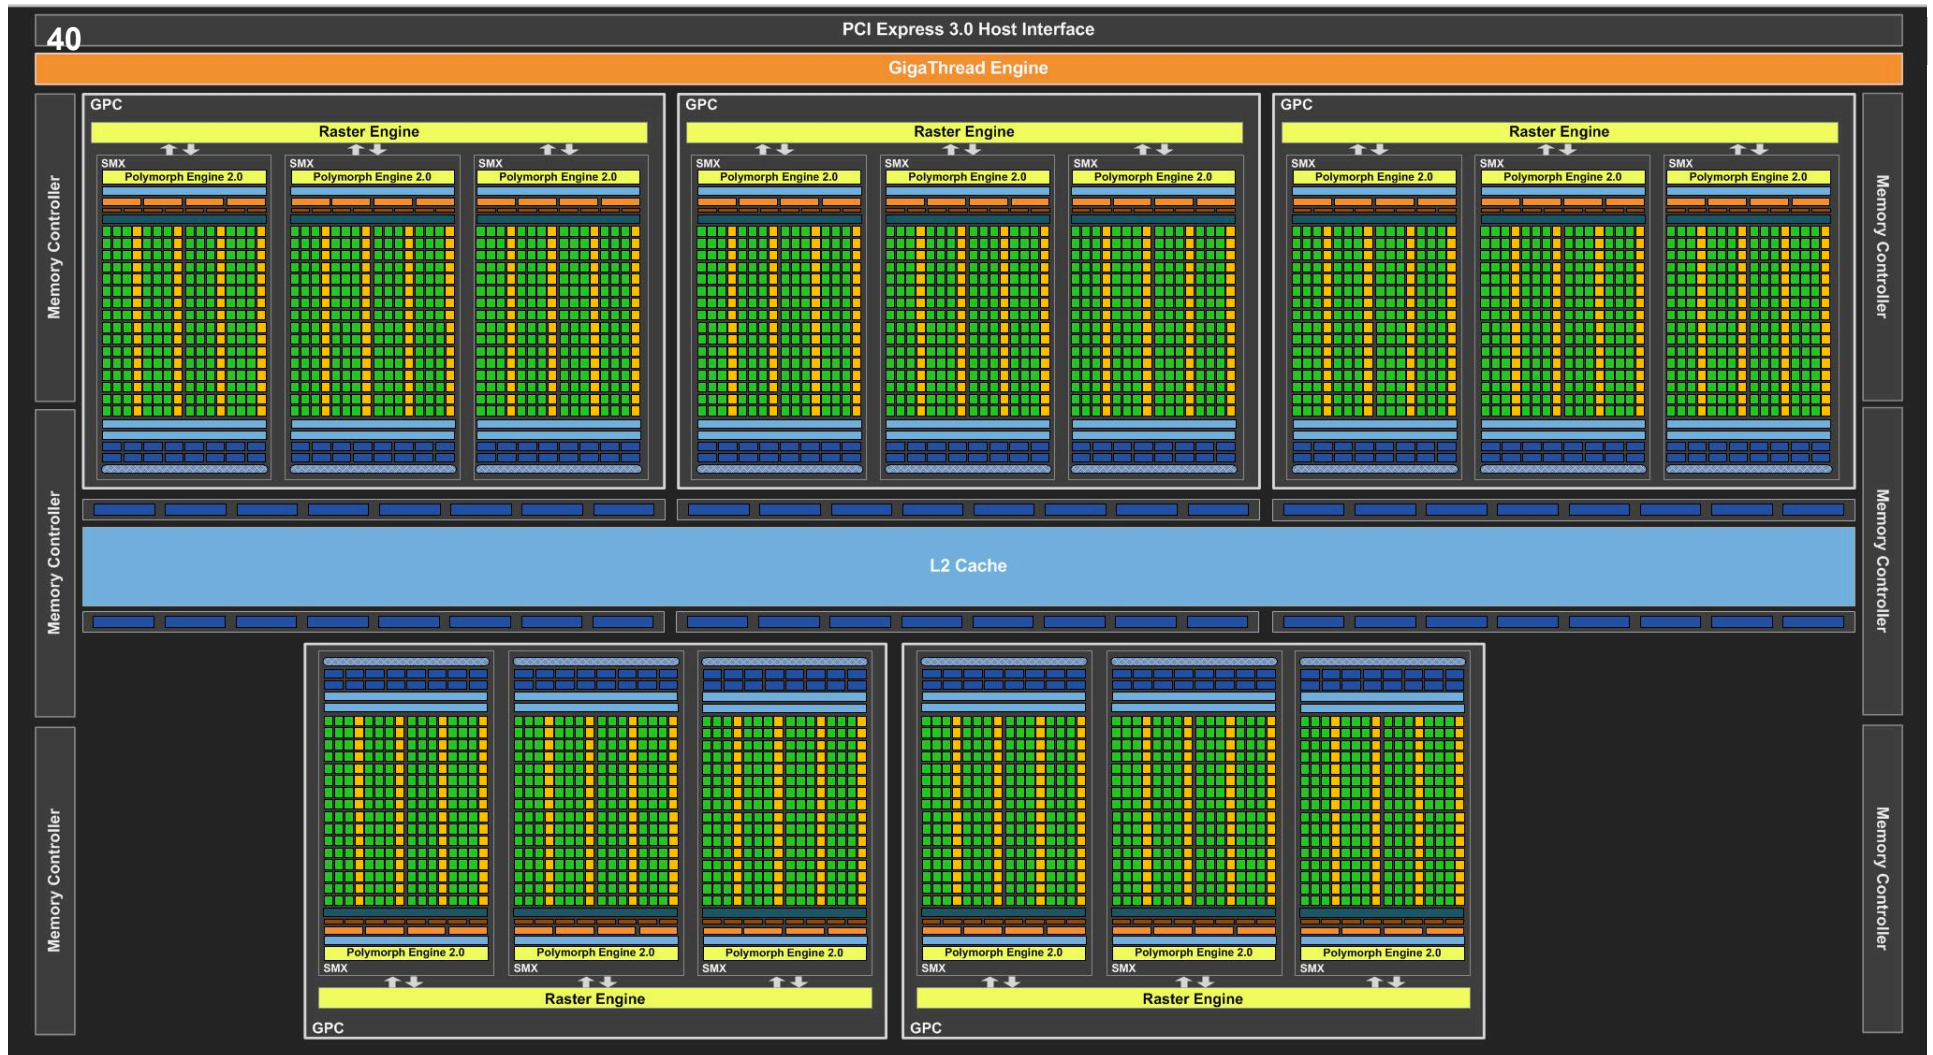 40
PCI Express 3.0 Host Interface
GigaThread Engine
Memory Controller
Memory Controller
Memory Controller
GPC
Raster Engine
SMX
Polymorph Engine 2.0
SMX
Polymorph Engine 2.0
SMX
Polymorph Engine 2.0
GPC
Raster Engine
SMX
Polymorph Engine 2.0
SMX
Polymorph Engine 2.0
SMX
Polymorph Engine 2.0
GPC
Raster Engine
SMX
Polymorph Engine 2.0
SMX
Polymorph Engine 2.0
SMX
Polymorph Engine 2.0
Memory Controller
Memory Controller
Memory Controller
L2 Cache
Polymorph Engine 2.0
SMX
Polymorph Engine 2.0
SMX
Polymorph Engine 2.0
SMX
Raster Engine
GPC
Polymorph Engine 2.0
SMX
Polymorph Engine 2.0
SMX
Polymorph Engine 2.0
SMX
Raster Engine
GPC